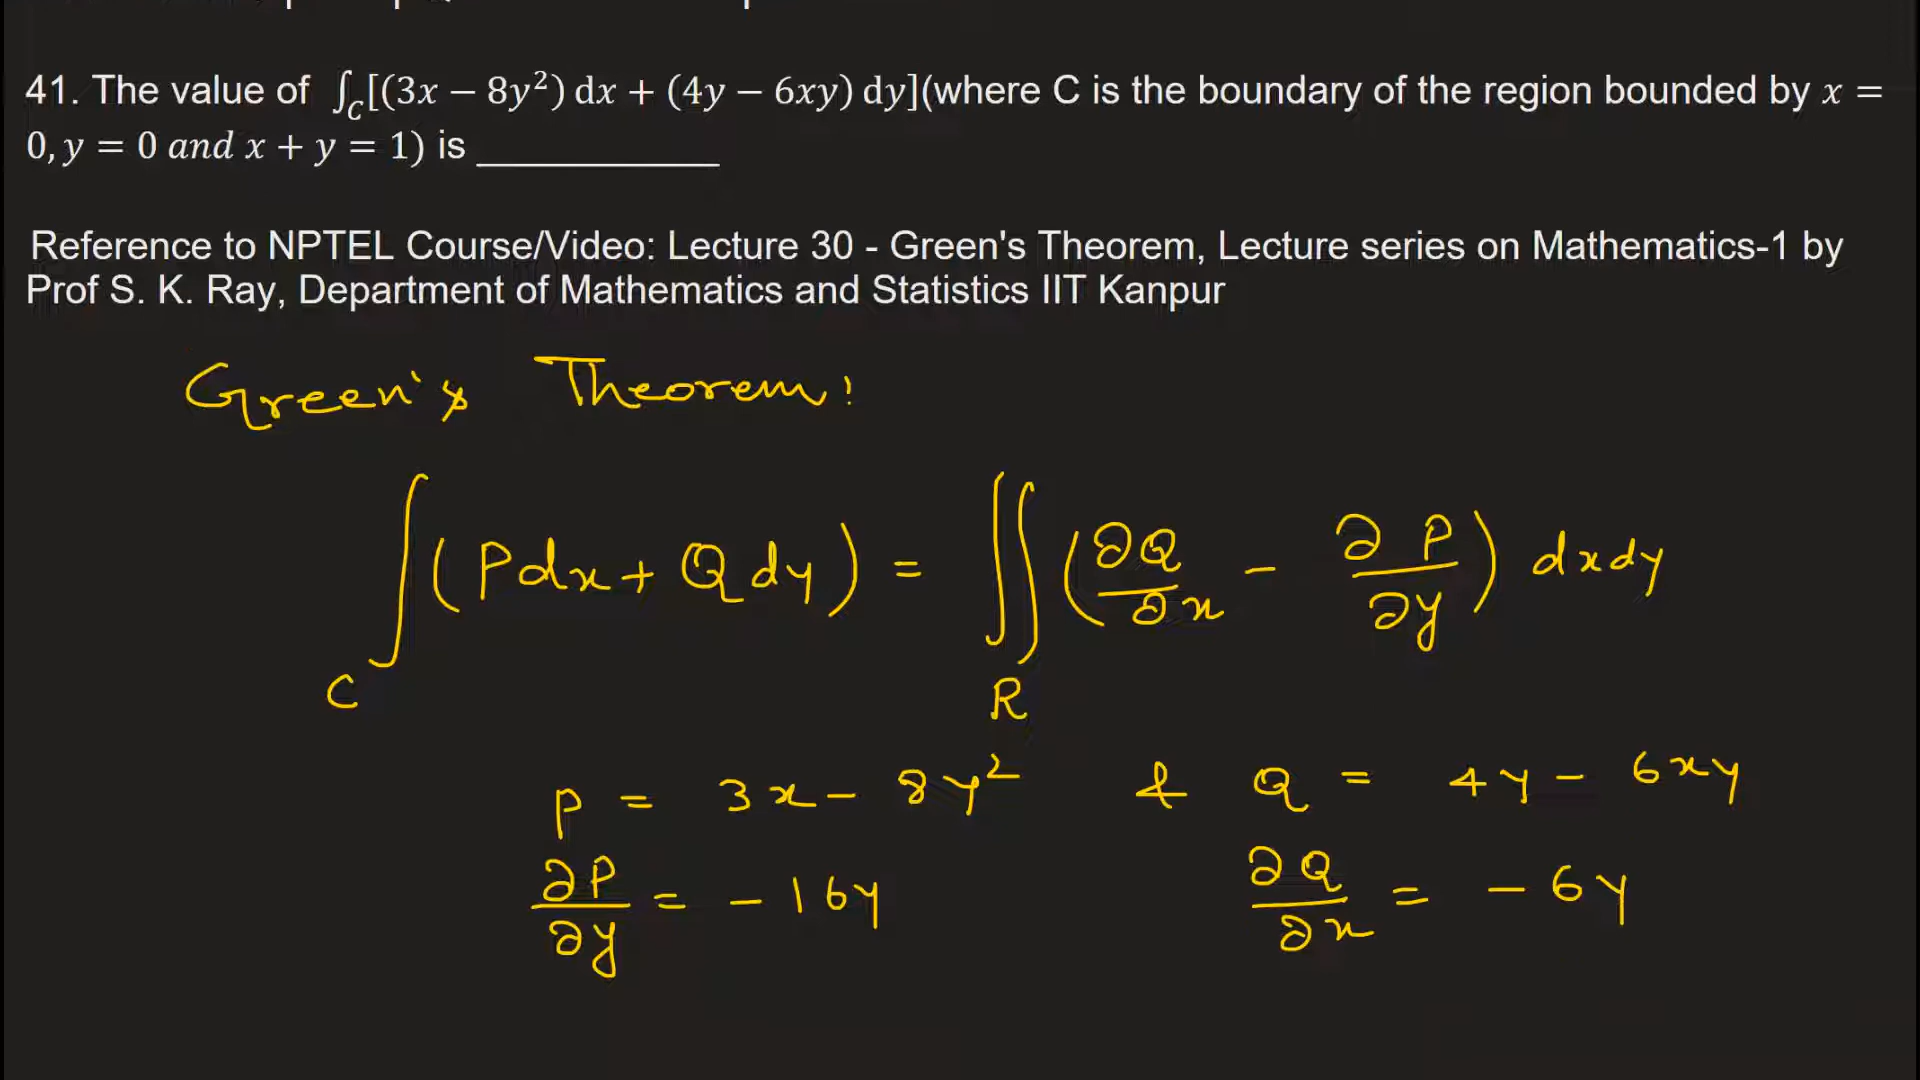 41. The value of ∫_C[(3x − 8y²) dx + (4y − 6xy) dy](where C is the boundary of the region bounded by x =
0, y = 0 and x + y = 1) is ___________
Reference to NPTEL Course/Video: Lecture 30 - Green's Theorem, Lecture series on Mathematics-1 by
Prof S. K. Ray, Department of Mathematics and Statistics IIT Kanpur
Green's Theorem:
∫_C (Pdx + Qdy) = ∬_R (∂Q/∂x − ∂P/∂y) dxdy
P = 3x − 8y² & Q = 4y − 6xy
∂P/∂y = −16y ∂Q/∂x = −6y